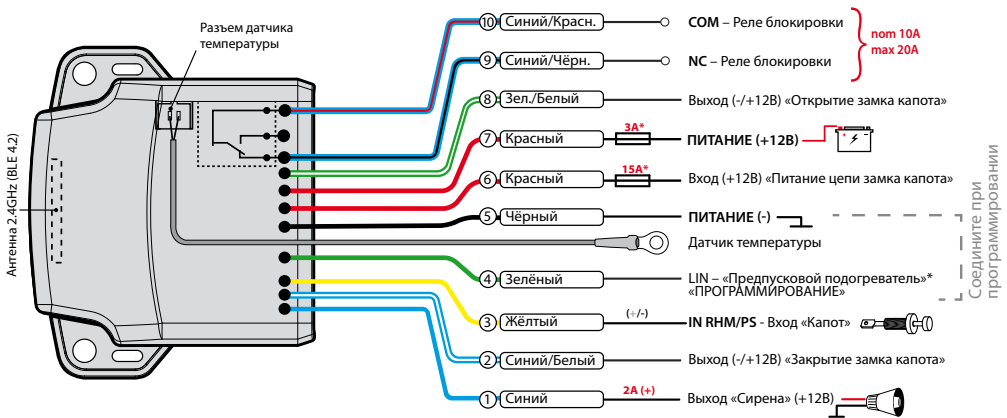 Разъем датчика
температуры
Антенна 2.4GHz (BLE 4.2)
10 Синий/Красн. COM – Реле блокировки
nom 10A
max 20A
9 Синий/Чёрн. NC – Реле блокировки
8 Зел./Белый Выход (-/+12В) «Открытие замка капота»
7 Красный 3A* ПИТАНИЕ (+12В)
6 Красный 15A* Вход (+12В) «Питание цепи замка капота»
5 Чёрный ПИТАНИЕ (-)
Датчик температуры
4 Зелёный LIN – «Предпусковой подогреватель»*
«ПРОГРАММИРОВАНИЕ»
Соедините при
программировании
3 Жёлтый (+/-) IN RHM/PS - Вход «Капот»
2 Синий/Белый Выход (-/+12В) «Закрытие замка капота»
1 Синий 2A (+) Выход «Сирена» (+12В)